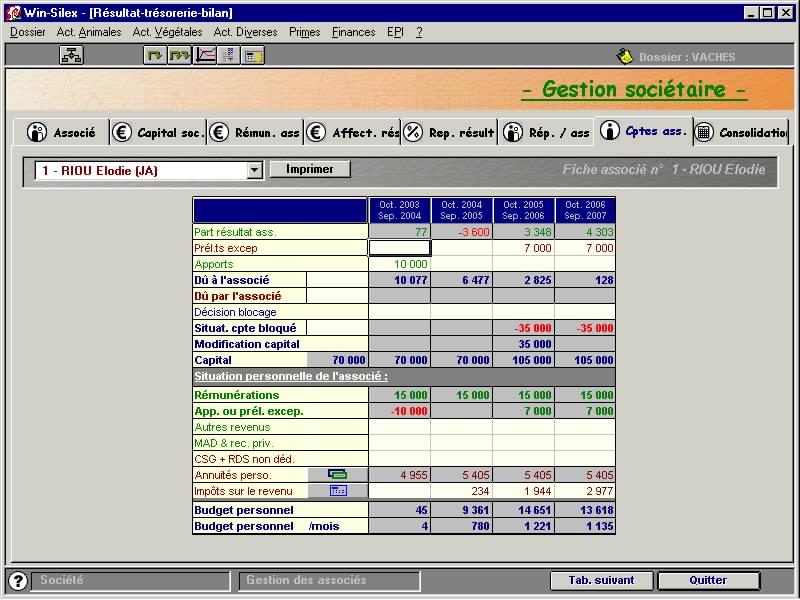 Win-Silex - [Résultat-trésorerie-bilan]
Dossier Act. Animales Act. Végétales Act. Diverses Primes Finances EPI ?
Dossier : VACHES
- Gestion sociétaire -
Associé Capital soc. Rémun. ass Affect. rés Rep. résult Rép. / ass Cptes ass. Consolidation
1 - RIOU Elodie (JA) Imprimer Fiche associé n° 1 - RIOU Elodie
Oct. 2003 Oct. 2004 Oct. 2005 Oct. 2006
Sep. 2004 Sep. 2005 Sep. 2006 Sep. 2007
Part résultat ass. 77 -3 600 3 348 4 303
Prél.ts excep 7 000 7 000
Apports 10 000
Dû à l'associé 10 077 6 477 2 825 128
Dû par l'associé
Décision blocage
Situat. cpte bloqué -35 000 -35 000
Modification capital 35 000
Capital 70 000 70 000 70 000 105 000 105 000
Situation personnelle de l'associé :
Rémunérations 15 000 15 000 15 000 15 000
App. ou prél. excep. -10 000 7 000 7 000
Autres revenus
MAD & rec. priv.
CSG + RDS non déd.
Annuités perso. 4 955 5 405 5 405 5 405
Impôts sur le revenu 234 1 944 2 977
Budget personnel 45 9 361 14 651 13 618
Budget personnel /mois 4 780 1 221 1 135
? Société Gestion des associés Tab. suivant Quitter